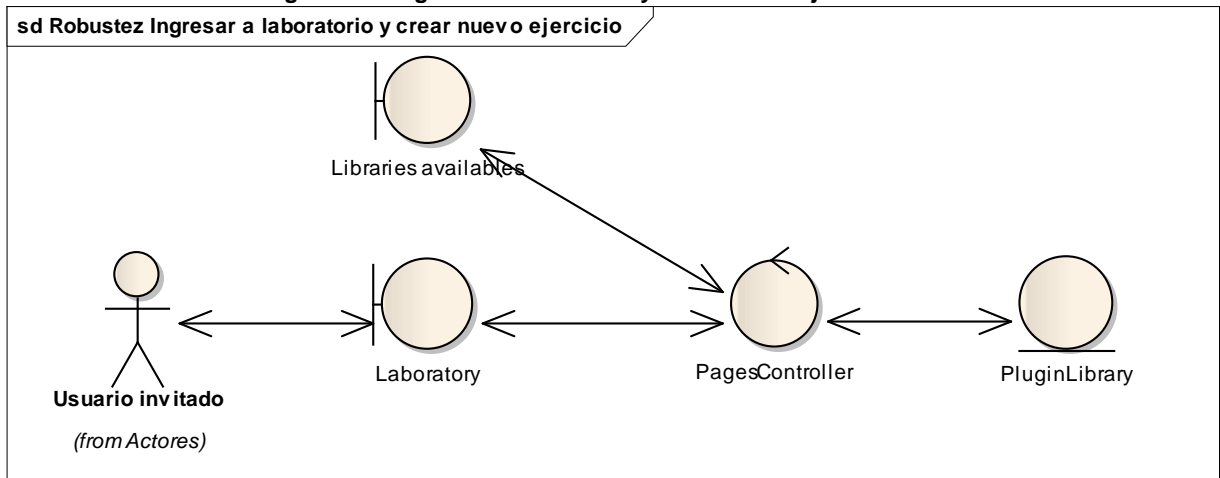 sd Robustez Ingresar a laboratorio y crear nuevo ejercicio
Libraries availables
Laboratory
PagesController
PluginLibrary
Usuario invitado
(from Actores)